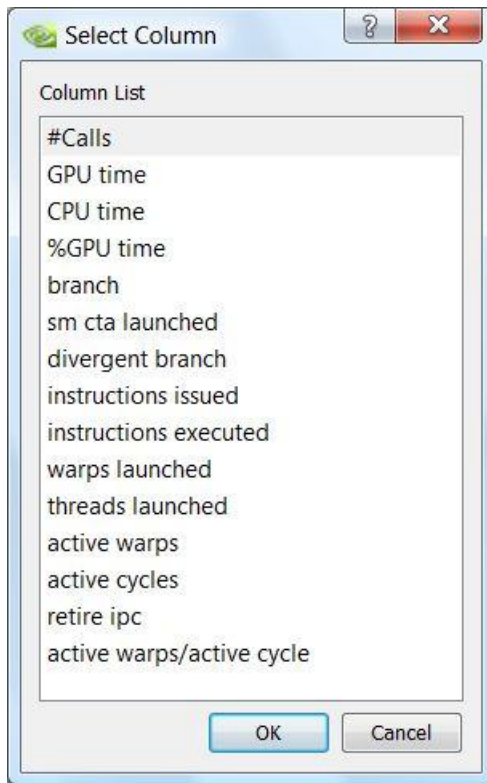 Select Column
?
X
Column List
#Calls
GPU time
CPU time
%GPU time
branch
sm cta launched
divergent branch
instructions issued
instructions executed
warps launched
threads launched
active warps
active cycles
retire ipc
active warps/active cycle
OK
Cancel